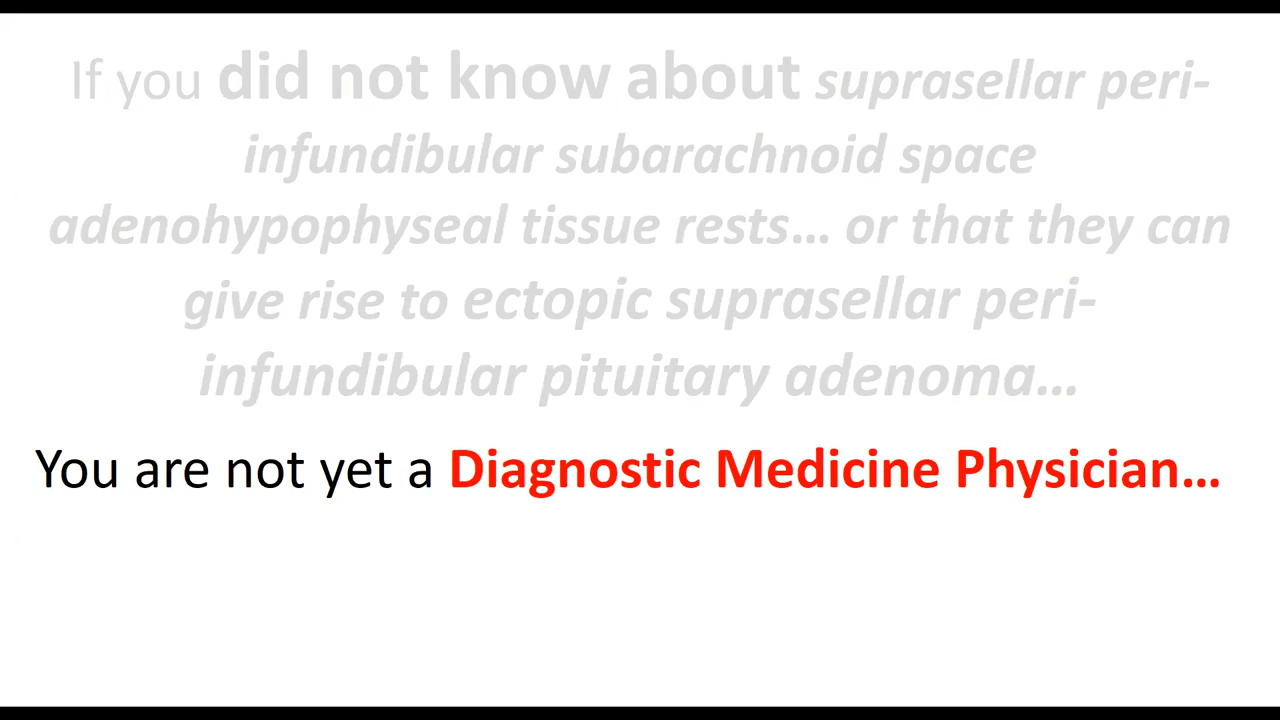 If you did not know about suprasellar peri-
infundibular subarachnoid space
adenohypophyseal tissue rests… or that they can
give rise to ectopic suprasellar peri-
infundibular pituitary adenoma…
You are not yet a Diagnostic Medicine Physician…